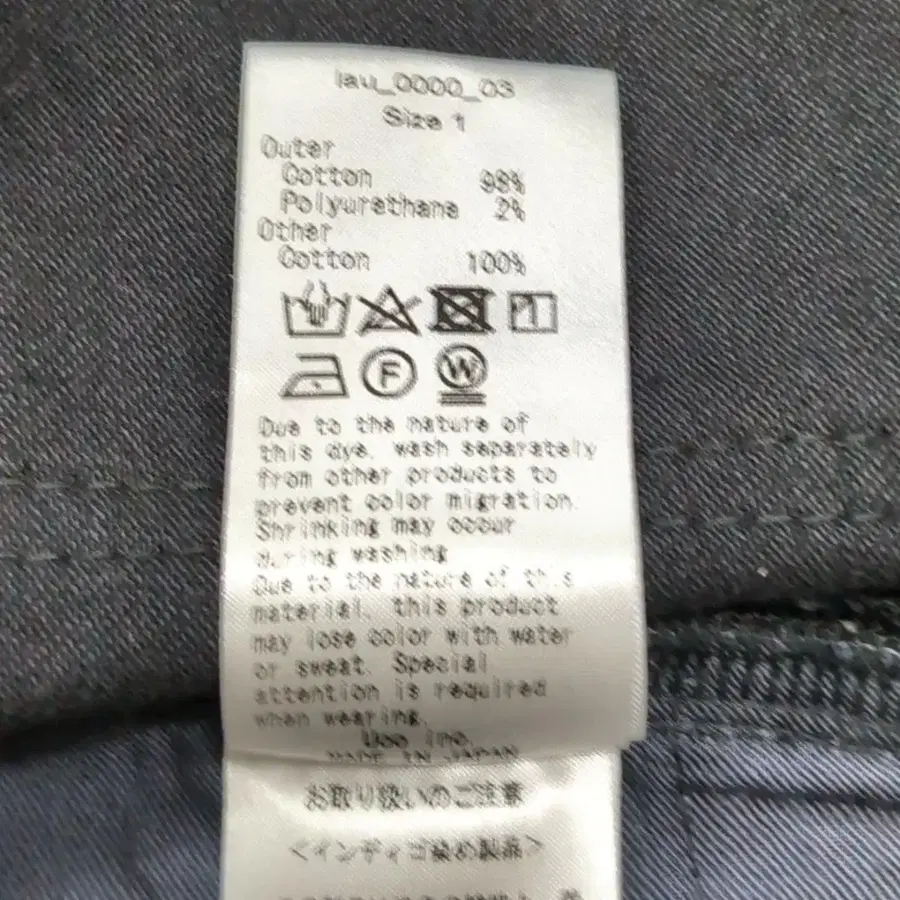 lau_0000_03
Size 1
Outer
Cotton 98%
Polyurethane 2%
Other
Cotton 100%
F
W
Due to the nature of
this dye, wash separately
from other products to
prevent color migration.
Shrinking may occur
during washing
Due to the nature of this
material, this product
may lose color with water
or sweat. Special
attention is required
when wearing.
Uso inc.
MADE IN JAPAN
お取り扱いのご注意
<インディゴ染め製品>